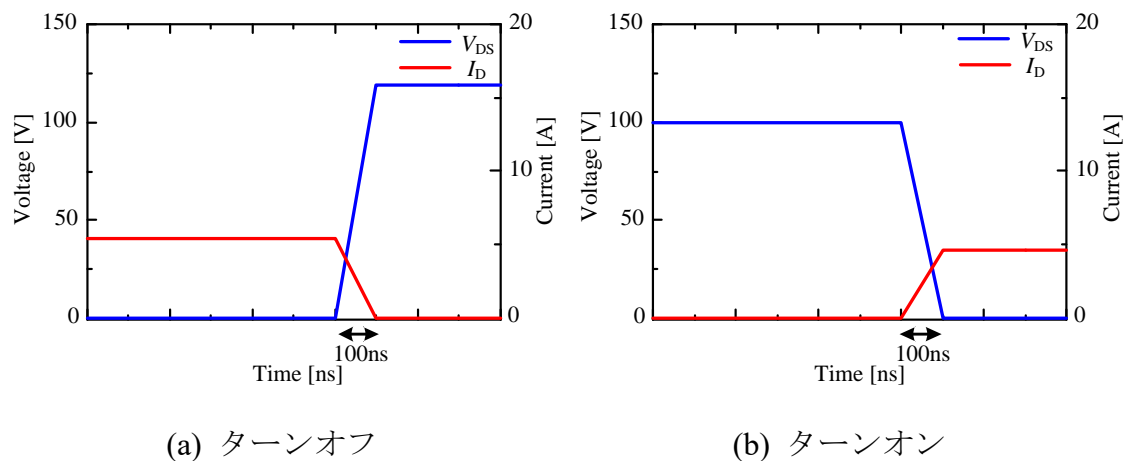 150
100
50
0
Voltage [V]
20
10
0
Current [A]
V_DS
I_D
100ns
Time [ns]
(a) ターンオフ
150
100
50
0
Voltage [V]
20
10
0
Current [A]
V_DS
I_D
100ns
Time [ns]
(b) ターンオン